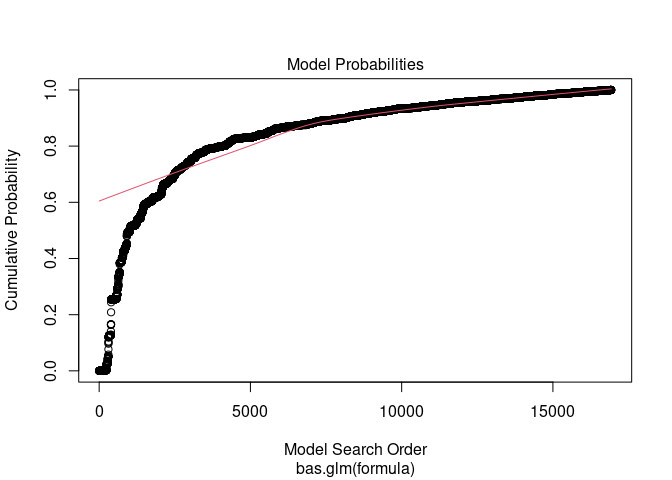 Model Probabilities
Cumulative Probability
1.0
0.8
0.6
0.4
0.2
0.0
0 5000 10000 15000
Model Search Order
bas.glm(formula)